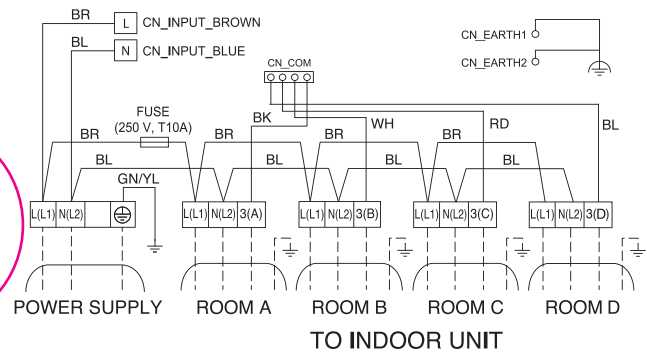 BR
L CN_INPUT_BROWN
BL
N CN_INPUT_BLUE
CN_EARTH1
CN_EARTH2
CN_COM
FUSE
(250 V, T10A)
BK
WH
RD
BL
BR
BR
BR
BR
BL
BL
BL
BL
GN/YL
L(L1) N(L2)
L(L1) N(L2) 3(A)
L(L1) N(L2) 3(B)
L(L1) N(L2) 3(C)
L(L1) N(L2) 3(D)
POWER SUPPLY
ROOM A
ROOM B
ROOM C
ROOM D
TO INDOOR UNIT